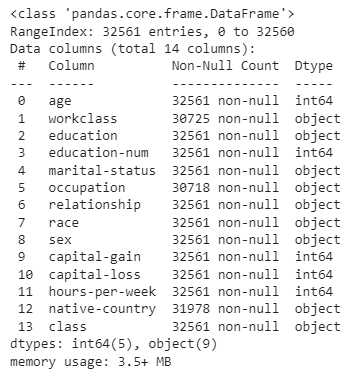 <class 'pandas.core.frame.DataFrame'>
RangeIndex: 32561 entries, 0 to 32560
Data columns (total 14 columns):
 #   Column          Non-Null Count  Dtype
---  ------          --------------  -----
 0   age             32561 non-null  int64
 1   workclass       30725 non-null  object
 2   education       32561 non-null  object
 3   education-num   32561 non-null  int64
 4   marital-status  32561 non-null  object
 5   occupation      30718 non-null  object
 6   relationship    32561 non-null  object
 7   race            32561 non-null  object
 8   sex             32561 non-null  object
 9   capital-gain    32561 non-null  int64
 10  capital-loss    32561 non-null  int64
 11  hours-per-week  32561 non-null  int64
 12  native-country  31978 non-null  object
 13  class           32561 non-null  object
dtypes: int64(5), object(9)
memory usage: 3.5+ MB